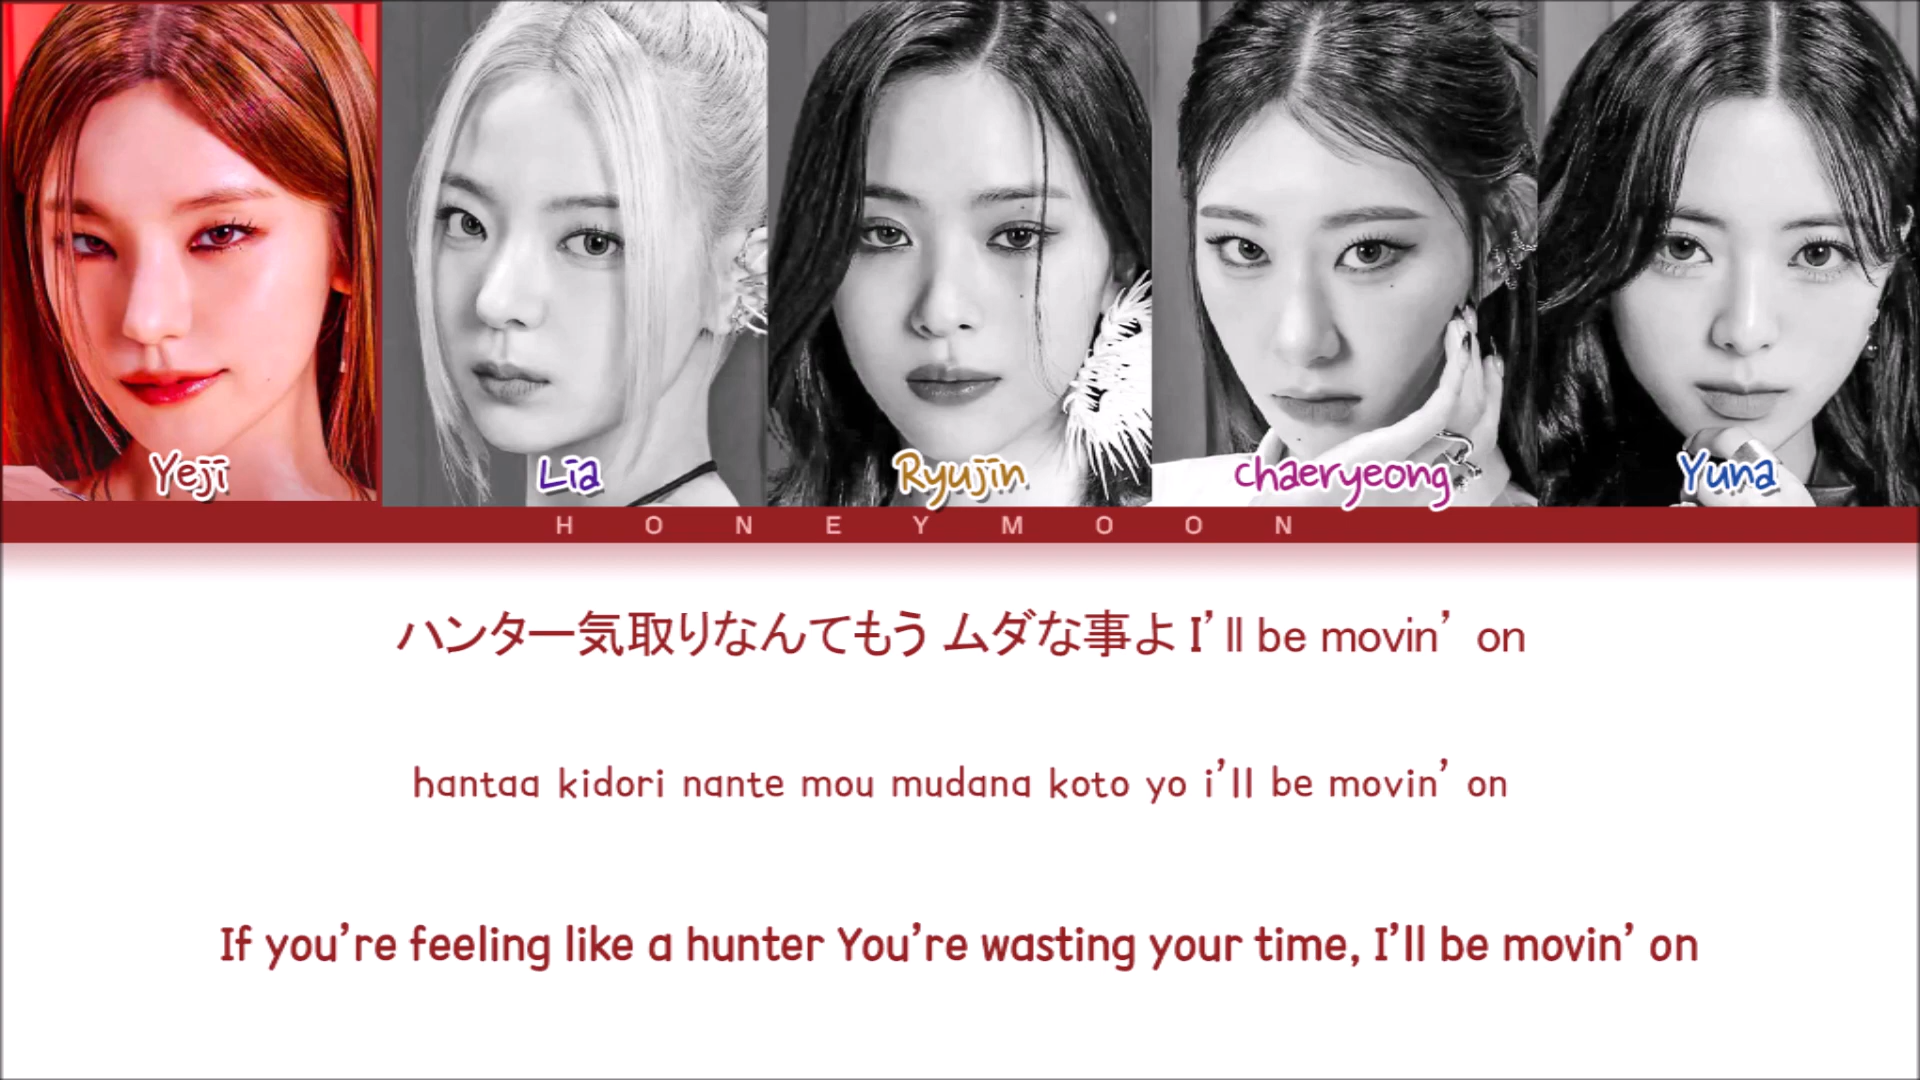 Yeji Lia Ryujin chaeryeong Yuna
HONEYMOON
ハンター気取りなんてもう ムダな事よ I'll be movin' on
hantaa kidori nante mou mudana koto yo i'll be movin' on
If you're feeling like a hunter You're wasting your time, I'll be movin' on